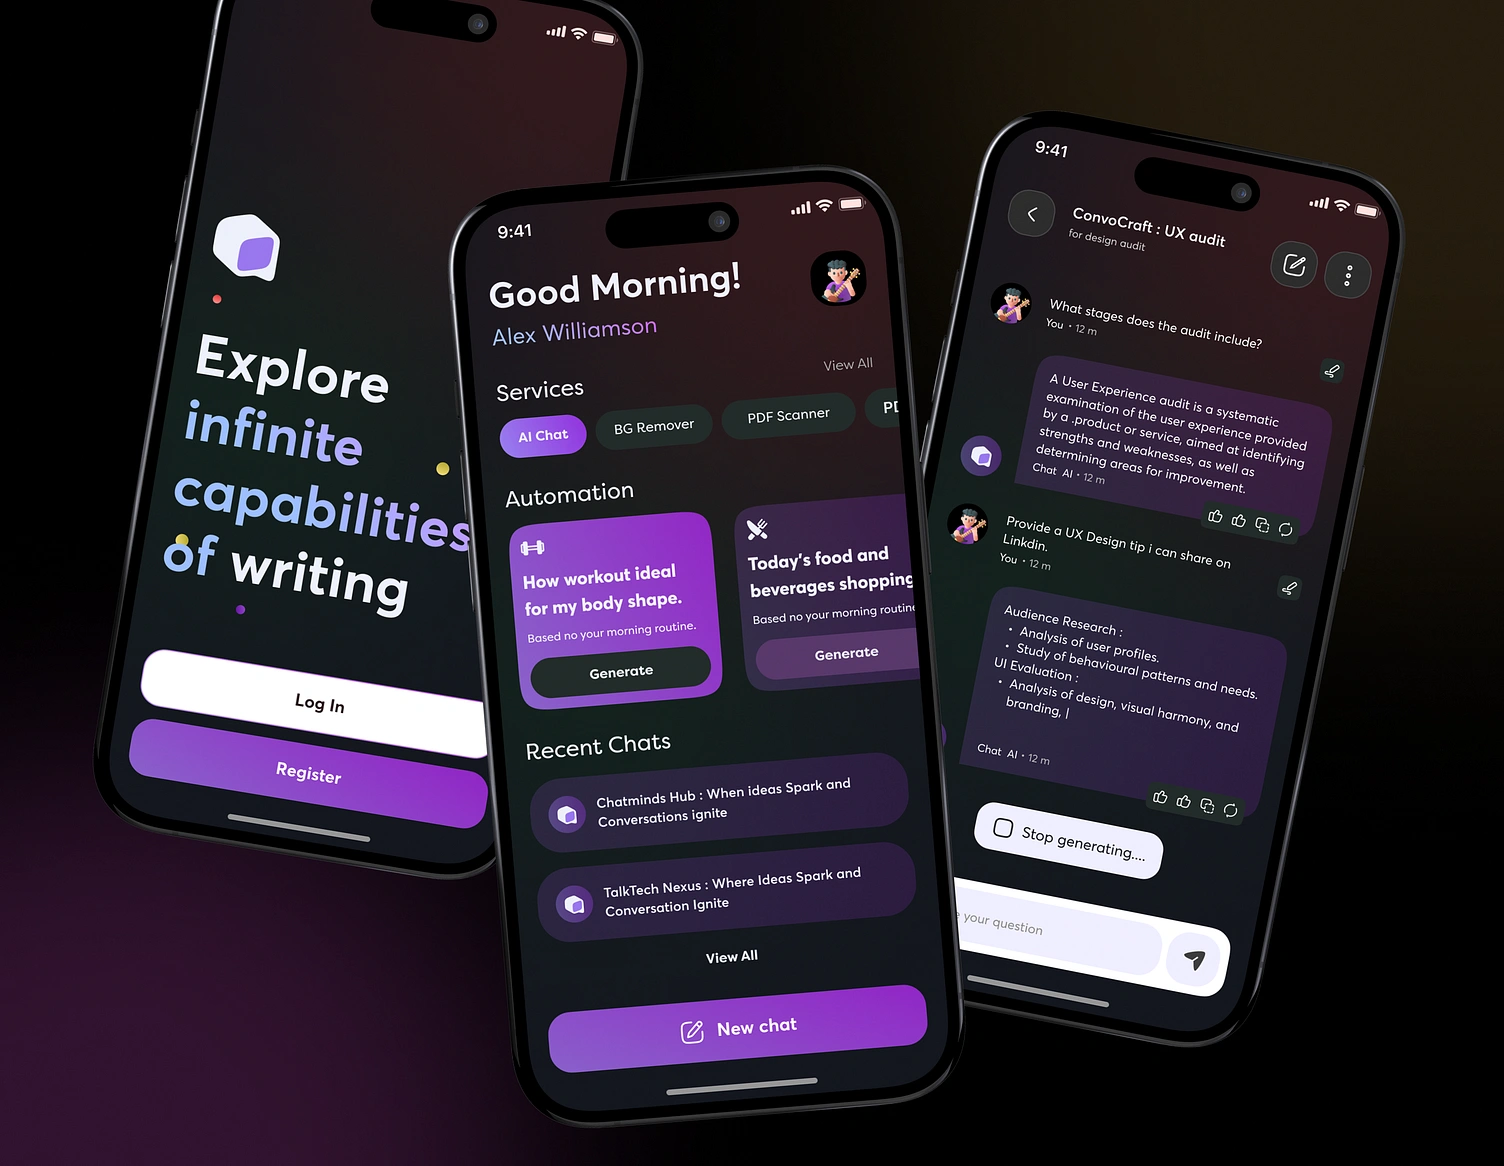 Explore
infinite
capabilities
of writing
Log In
Register
9:41
Good Morning!
Alex Williamson
View All
Services
AI Chat
BG Remover
PDF Scanner
PD
Automation
How workout ideal
for my body shape.
Based no your morning routine.
Generate
Today's food and
beverages shopping
Based no your morning routine
Generate
Recent Chats
Chatminds Hub : When ideas Spark and
Conversations ignite
TalkTech Nexus : Where Ideas Spark and
Conversation Ignite
View All
New chat
9:41
ConvoCraft : UX audit
for design audit
What stages does the audit include?
You • 12 m
A User Experience audit is a systematic
examination of the user experience provided
by a .product or service, aimed at identifying
strengths and weaknesses, as well as
determining areas for improvement.
Chat AI • 12 m
Provide a UX Design tip i can share on
Linkdin.
You • 12 m
Audience Research :
• Analysis of user profiles.
• Study of behavioural patterns and needs.
UI Evaluation :
• Analysis of design, visual harmony, and
branding, |
Chat AI • 12 m
Stop generating....
e your question